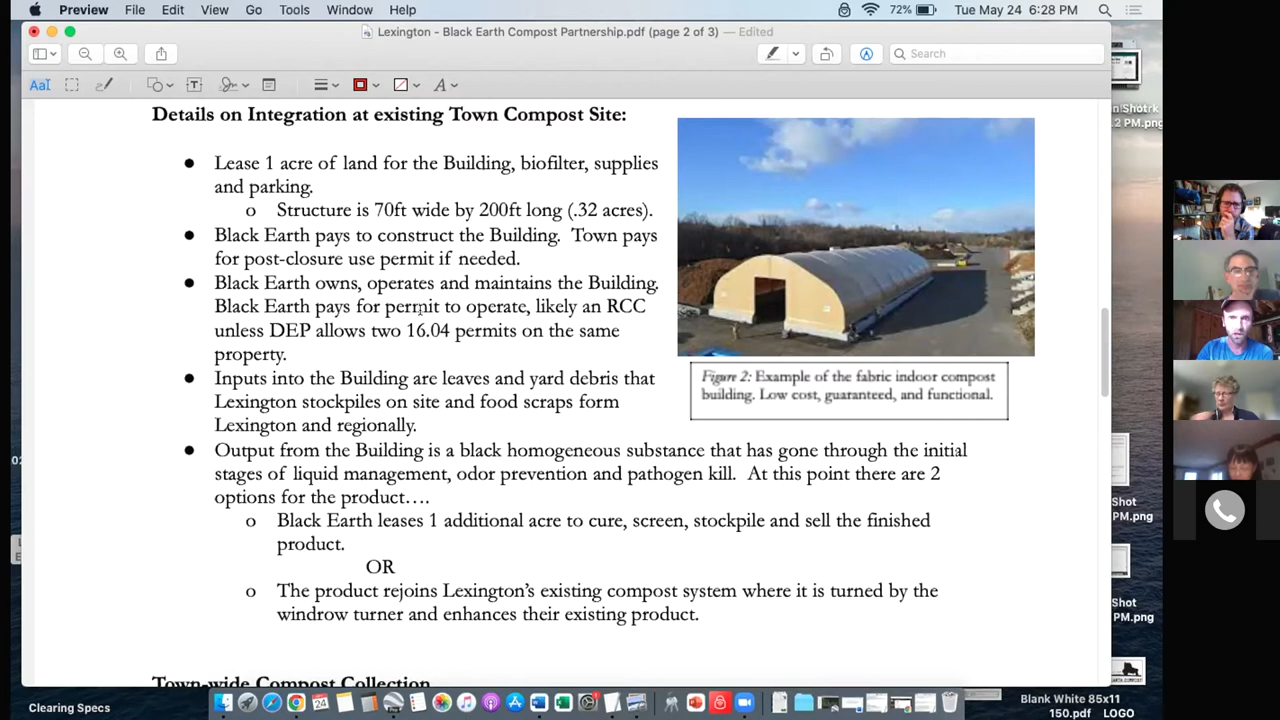 Preview File Edit View Go Tools Window Help 72% Tue May 24 6:28 PM
Lexington - Black Earth Compost Partnership.pdf (page 2 of 3) — Edited
Search
AaI T A
Details on Integration at existing Town Compost Site:
● Lease 1 acre of land for the Building, biofilter, supplies
and parking.
o Structure is 70ft wide by 200ft long (.32 acres).
● Black Earth pays to construct the Building. Town pays
for post-closure use permit if needed.
● Black Earth owns, operates and maintains the Building.
Black Earth pays for permit to operate, likely an RCC
unless DEP allows two 16.04 permits on the same
property.
● Inputs into the Building are leaves and yard debris that
Lexington stockpiles on site and food scraps form
Lexington and regionally.
Figure 2: Example of the fabric indoor compost
building. Low cost, guaranteed, and functional.
● Output from the Building is a black homogeneous substance that has gone through the initial
stages of liquid management, odor prevention and pathogen kill. At this point there are 2
options for the product….
o Black Earth leases 1 additional acre to cure, screen, stockpile and sell the finished
product.
OR
o The product rejoins Lexington's existing compost system where it is turned by the
windrow turner and enhances their existing product.
Town-wide Compost Collection
.2 PM.png
Shot
PM.png
Shot
PM.png
24
Clearing Specs
Blank White 85x11
150.pdf LOGO